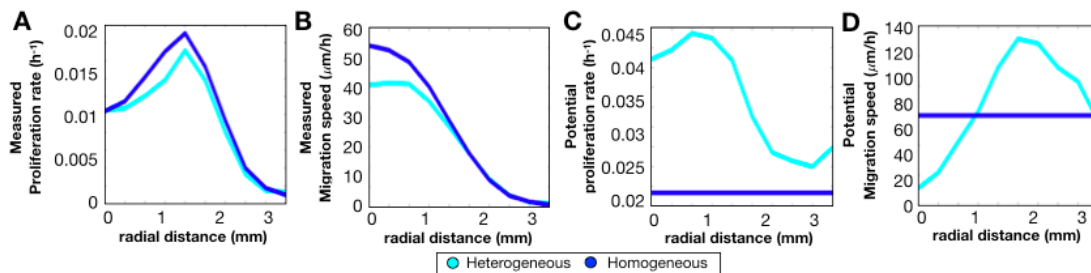 A
Measured
Proliferation rate (h⁻¹)
0.02
0.015
0.01
0.005
0
0 1 2 3
radial distance (mm)
B
Measured
Migration speed (μm/h)
60
50
40
30
20
10
0
0 1 2 3
radial distance (mm)
C
Potential
proliferation rate (h⁻¹)
0.045
0.04
0.035
0.03
0.025
0.02
0 1 2 3
radial distance (mm)
D
Potential
Migration speed (μm/h)
140
120
100
80
60
40
20
0
0 1 2 3
radial distance (mm)
Heterogeneous Homogeneous